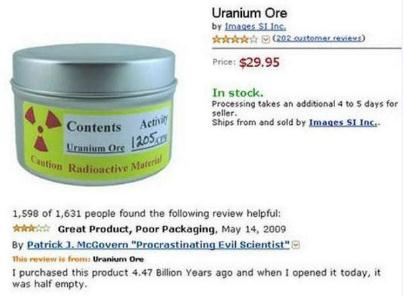 Uranium Ore
by Images SI Inc.
(202 customer reviews)
Price: $29.95
In stock.
Processing takes an additional 4 to 5 days for
seller.
Ships from and sold by Images SI Inc..
Contents Activity
Uranium Ore 1205 CPM
Caution Radioactive Material
1,598 of 1,631 people found the following review helpful:
Great Product, Poor Packaging, May 14, 2009
By Patrick J. McGovern "Procrastinating Evil Scientist"
This review is from: Uranium Ore
I purchased this product 4.47 Billion Years ago and when I opened it today, it
was half empty.